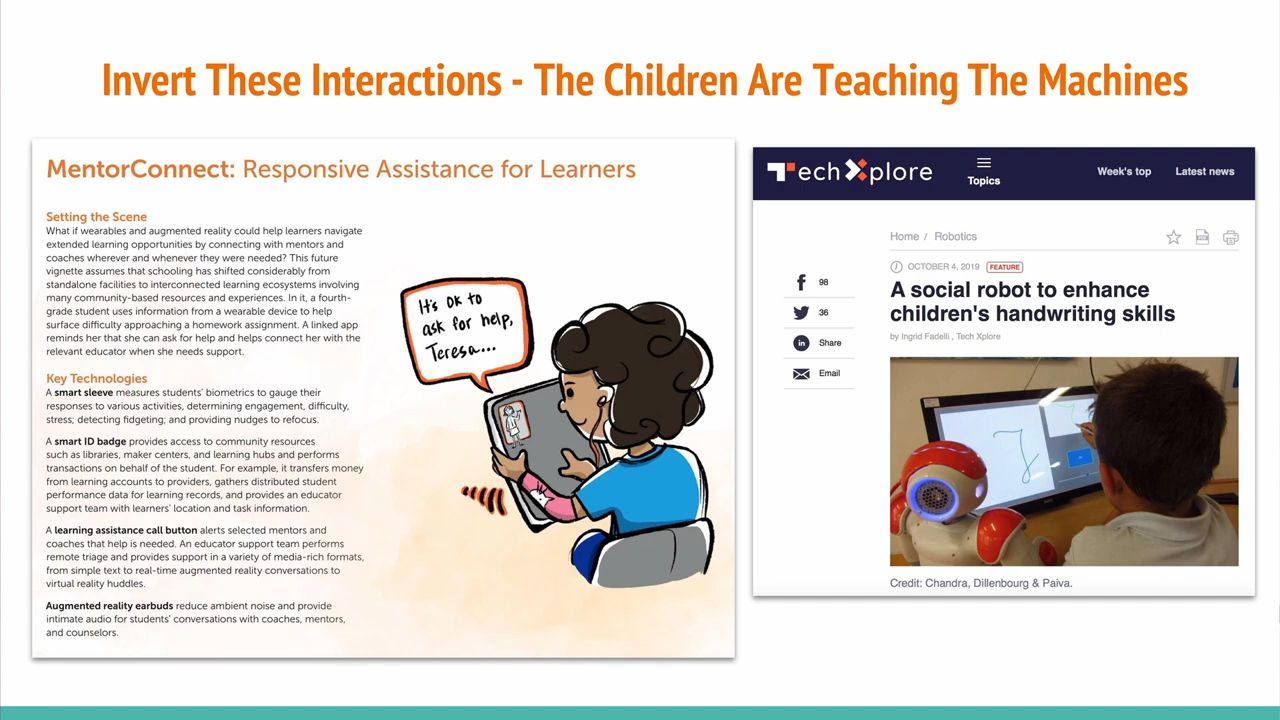 Invert These Interactions - The Children Are Teaching The Machines
MentorConnect: Responsive Assistance for Learners
Setting the Scene
What if wearables and augmented reality could help learners navigate
extended learning opportunities by connecting with mentors and
coaches wherever and whenever they were needed? This future
vignette assumes that schooling has shifted considerably from
standalone facilities to interconnected learning ecosystems involving
many community-based resources and experiences. In it, a fourth-
grade student uses information from a wearable device to help
surface difficulty approaching a homework assignment. A linked app
reminds her that she can ask for help and helps connect her with the
relevant educator when she needs support.
Key Technologies
A smart sleeve measures students' biometrics to gauge their
responses to various activities, determining engagement, difficulty,
stress; detecting fidgeting; and providing nudges to refocus.
A smart ID badge provides access to community resources
such as libraries, maker centers, and learning hubs and performs
transactions on behalf of the student. For example, it transfers money
from learning accounts to providers, gathers distributed student
performance data for learning records, and provides an educator
support team with learners' location and task information.
A learning assistance call button alerts selected mentors and
coaches that help is needed. An educator support team performs
remote triage and provides support in a variety of media-rich formats,
from simple text to real-time augmented reality conversations to
virtual reality huddles.
Augmented reality earbuds reduce ambient noise and provide
intimate audio for students' conversations with coaches, mentors,
and counselors.
It's OK to
ask for help,
Teresa...
TechXplore
Topics
Week's top
Latest news
Home / Robotics
OCTOBER 4, 2019 FEATURE
A social robot to enhance
children's handwriting skills
by Ingrid Fadelli , Tech Xplore
98
36
Share
Email
Credit: Chandra, Dillenbourg & Paiva.